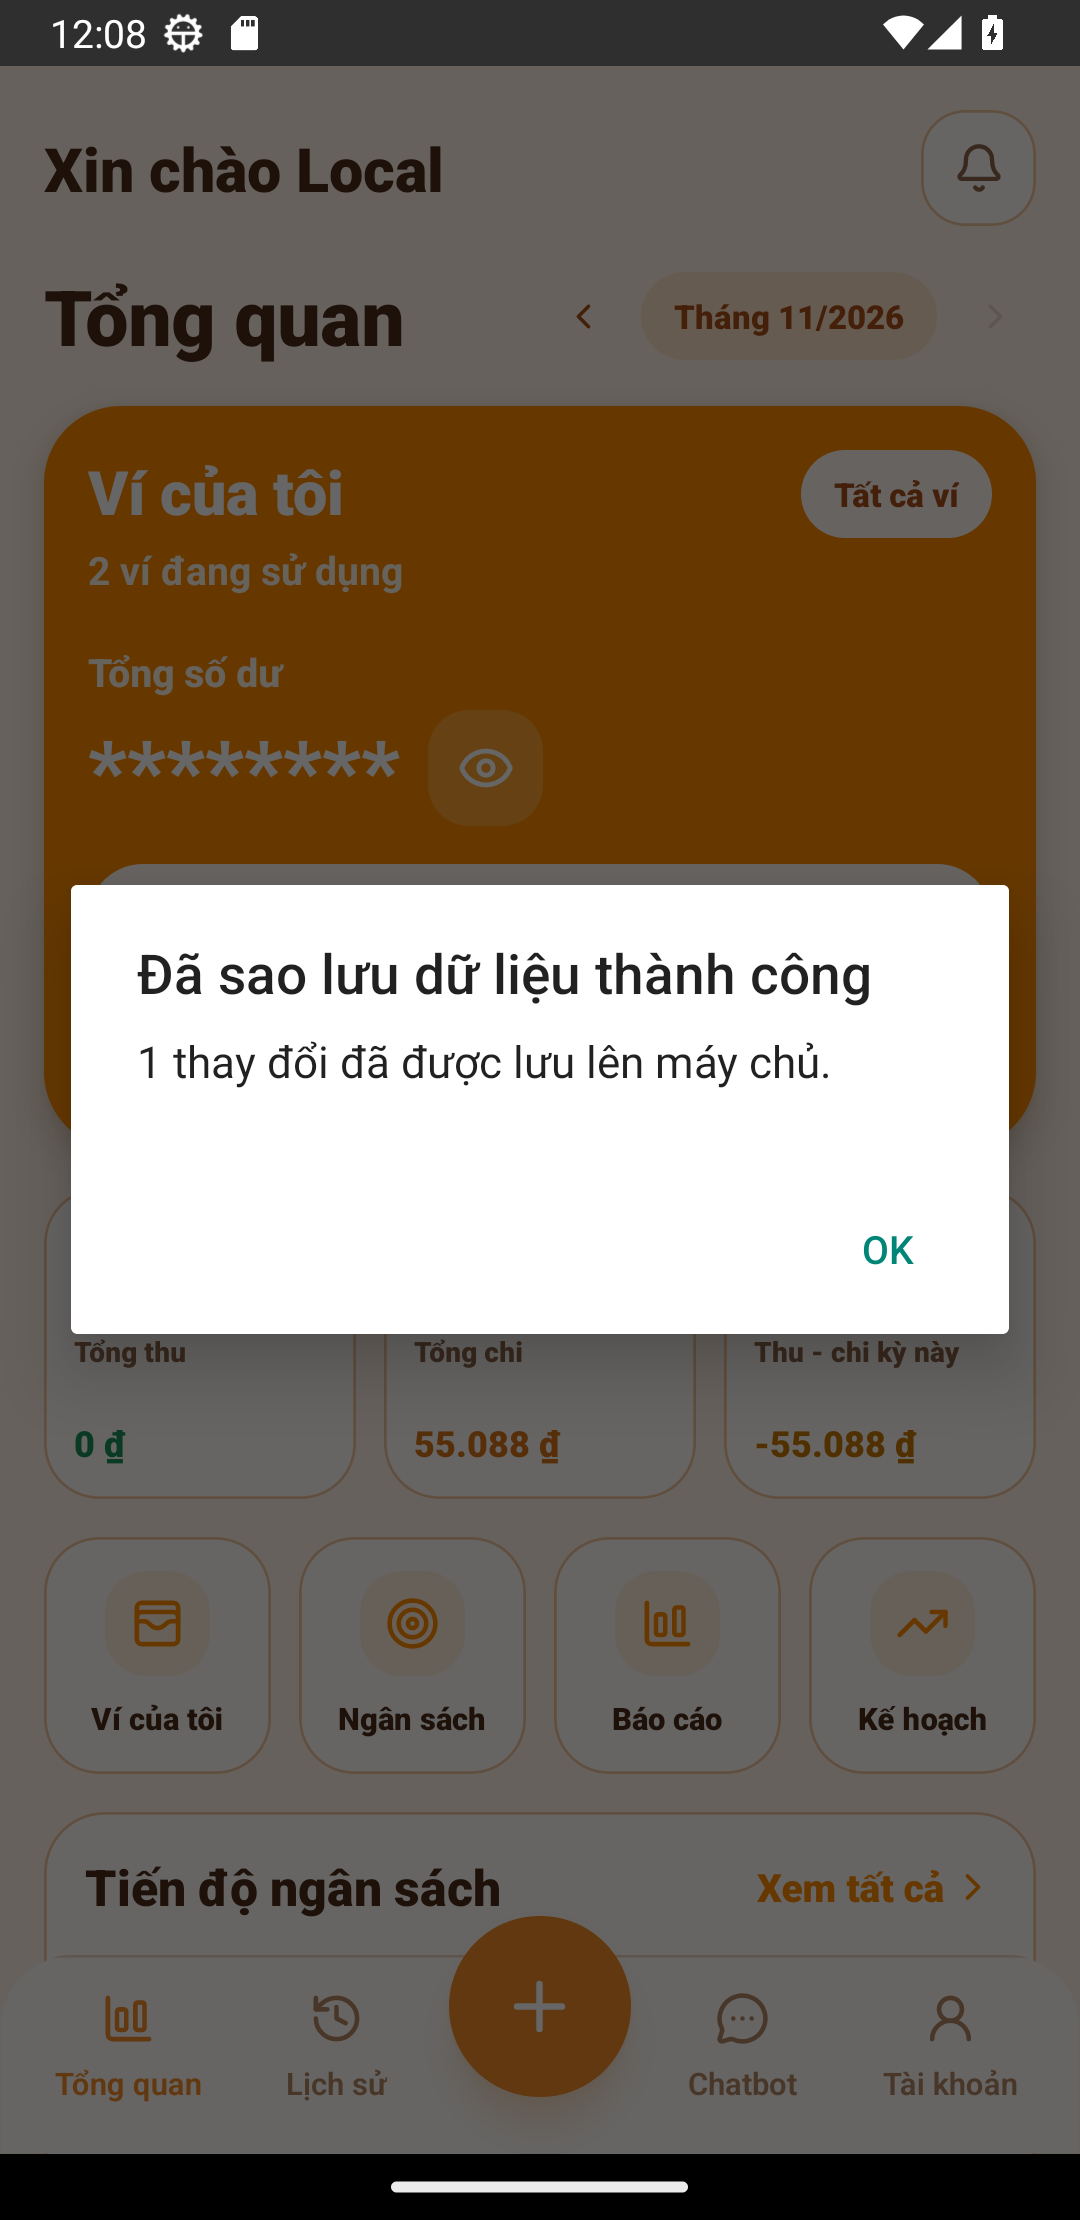 12:08
Xin chào Local
Tổng quan
Tháng 11/2026
Ví của tôi
Tất cả ví
2 ví đang sử dụng
Tổng số dư
********
Đã sao lưu dữ liệu thành công
1 thay đổi đã được lưu lên máy chủ.
OK
Tổng thu
Tổng chi
Thu - chi kỳ này
0 ₫
55.088 ₫
-55.088 ₫
Ví của tôi
Ngân sách
Báo cáo
Kế hoạch
Tiến độ ngân sách
Xem tất cả
Tổng quan
Lịch sử
Chatbot
Tài khoản